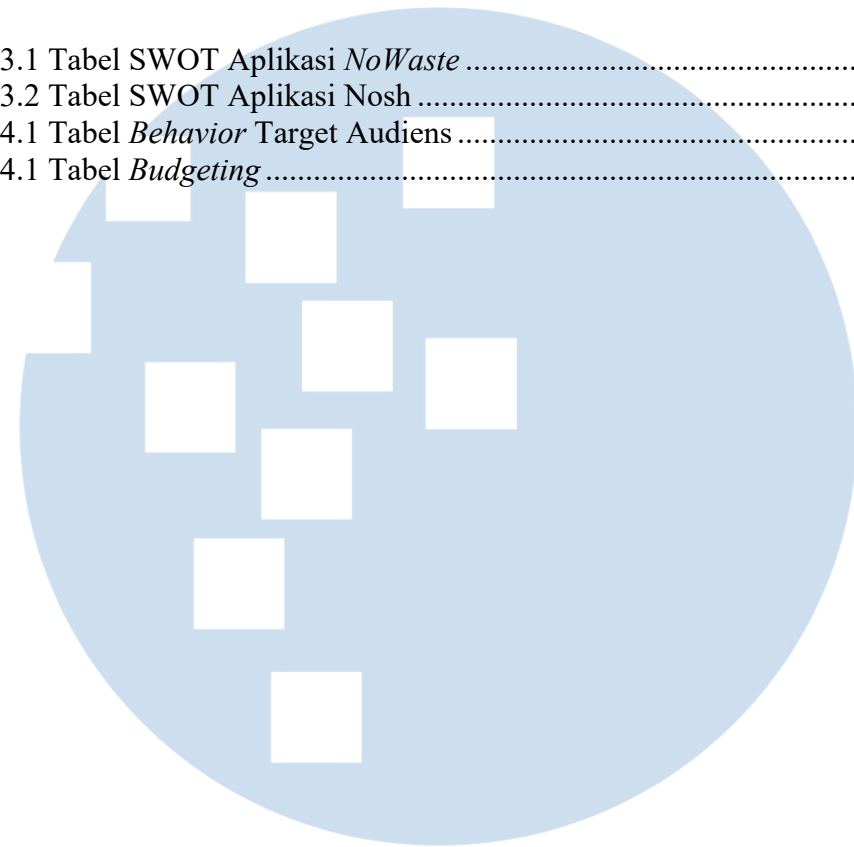 3.1 Tabel SWOT Aplikasi NoWaste ........................................................
3.2 Tabel SWOT Aplikasi Nosh ...............................................................
4.1 Tabel Behavior Target Audiens .........................................................
4.1 Tabel Budgeting ...................................................................................